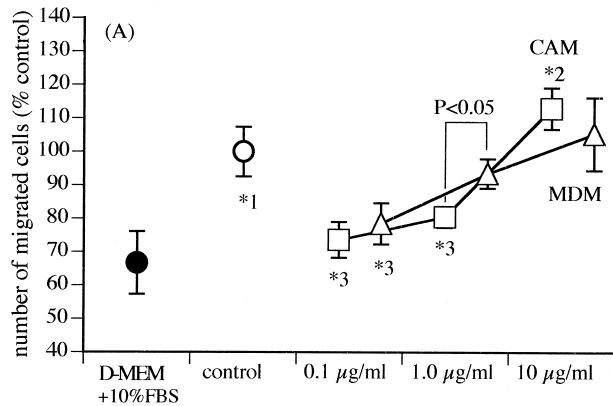 (A)
number of migrated cells (% control)
140
130
120
110
100
90
80
70
60
50
40
CAM
*2
P<0.05
*1
MDM
*3
*3
*3
D-MEM
+10%FBS
control
0.1 µg/ml
1.0 µg/ml
10 µg/ml